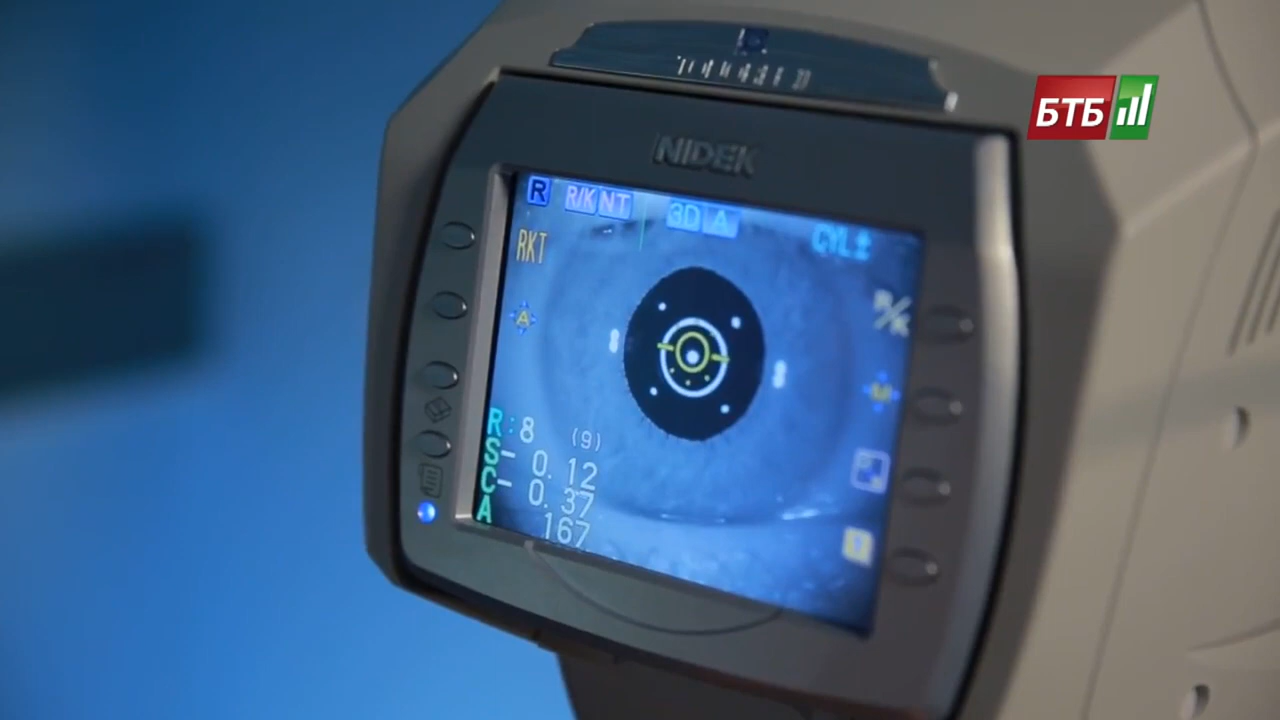 БТБ
NIDEK
R R/K NT 3D A CYL±
RKT
R/K
A
M
R: 8 (9)
S- 0.12
C- 0.37
A 167